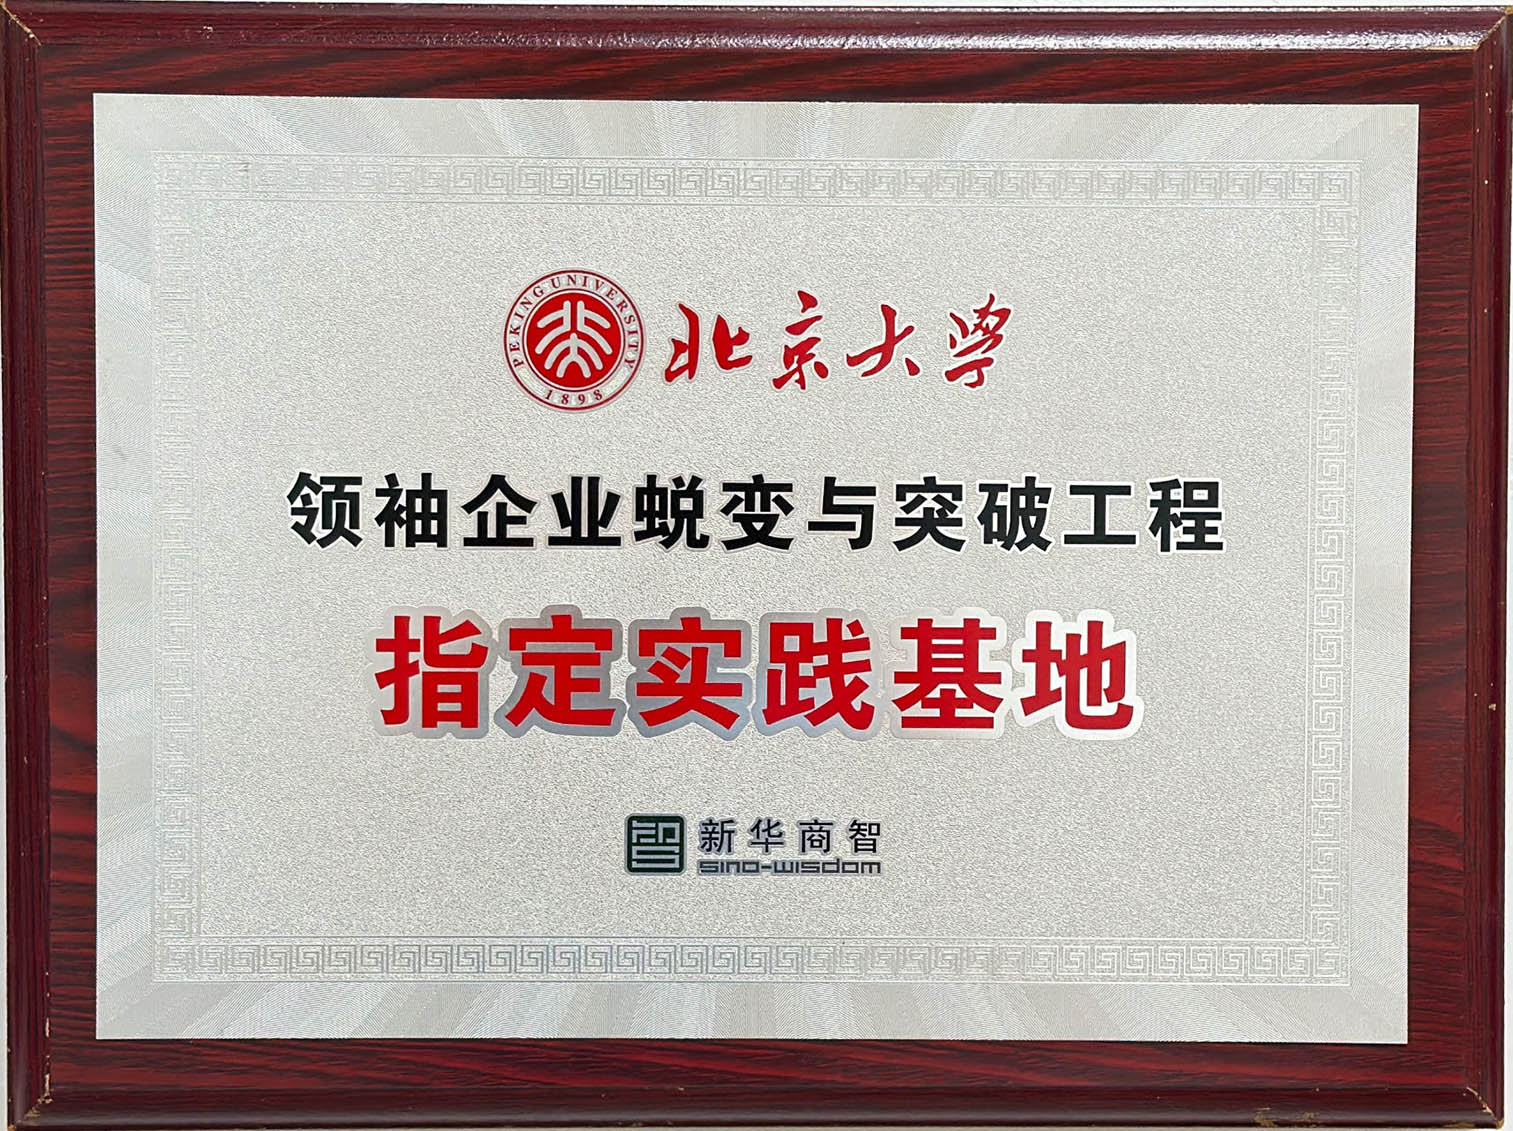 PEKING UNIVERSITY
1898
北京大学
领袖企业蜕变与突破工程
指定实践基地
新华商智
sino-wisdom